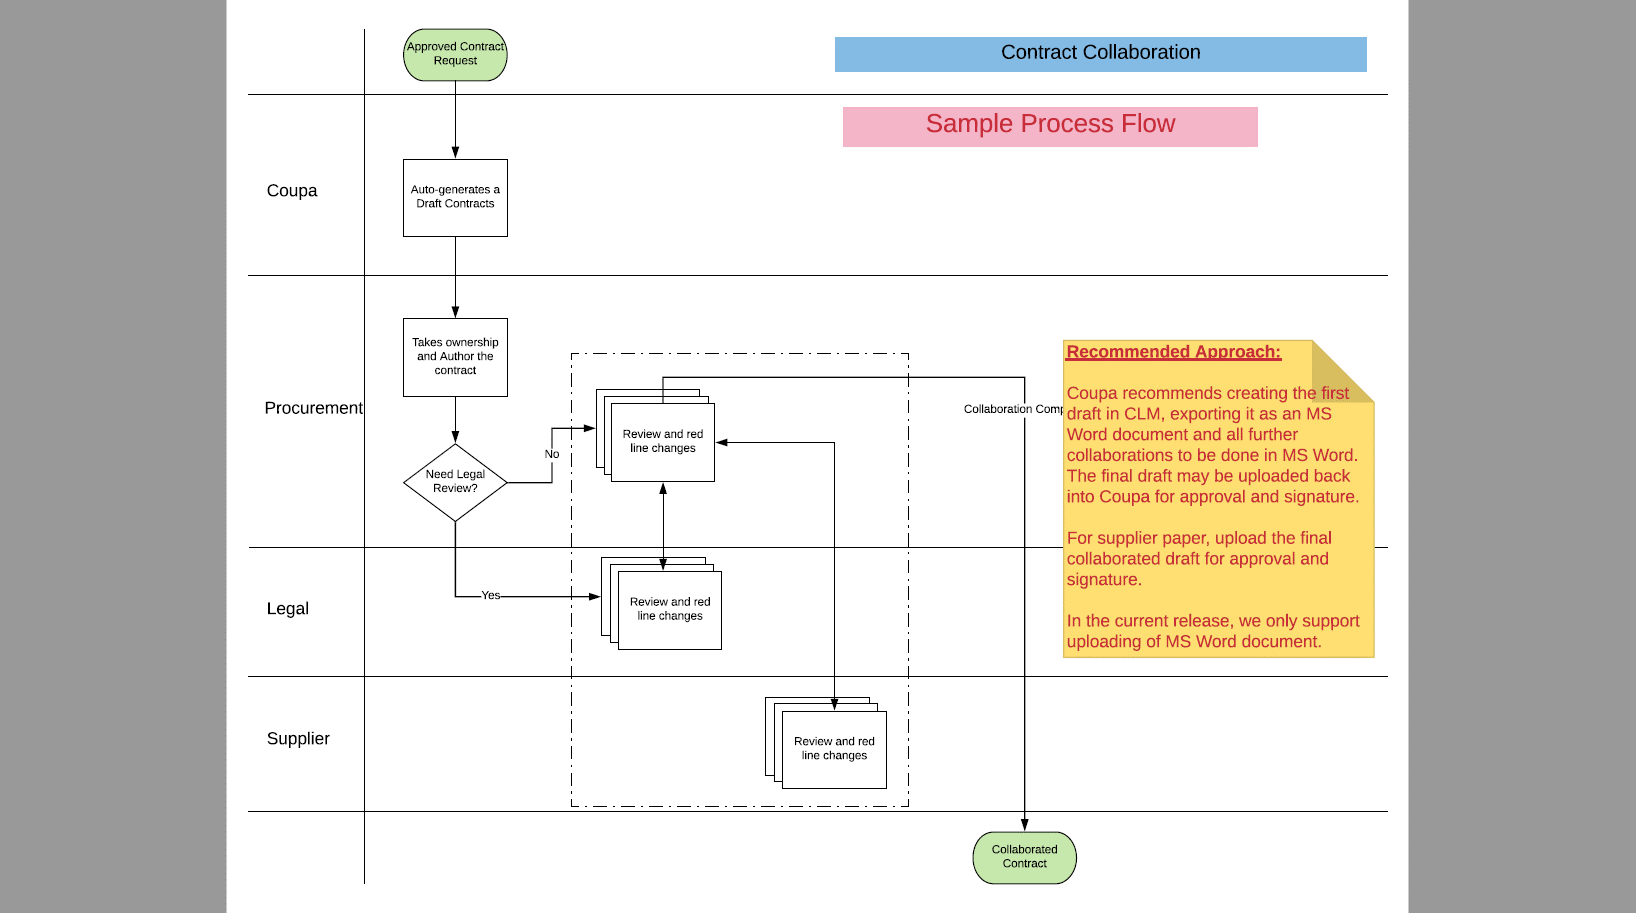 Approved Contract
Request
Contract Collaboration
Sample Process Flow
Coupa
Auto-generates a
Draft Contracts
Procurement
Takes ownership
and Author the
contract
Need Legal
Review?
No
Yes
Review and red
line changes
Collaboration Comp
Recommended Approach:
Coupa recommends creating the first
draft in CLM, exporting it as an MS
Word document and all further
collaborations to be done in MS Word.
The final draft may be uploaded back
into Coupa for approval and signature.
For supplier paper, upload the final
collaborated draft for approval and
signature.
In the current release, we only support
uploading of MS Word document.
Legal
Review and red
line changes
Supplier
Review and red
line changes
Collaborated
Contract